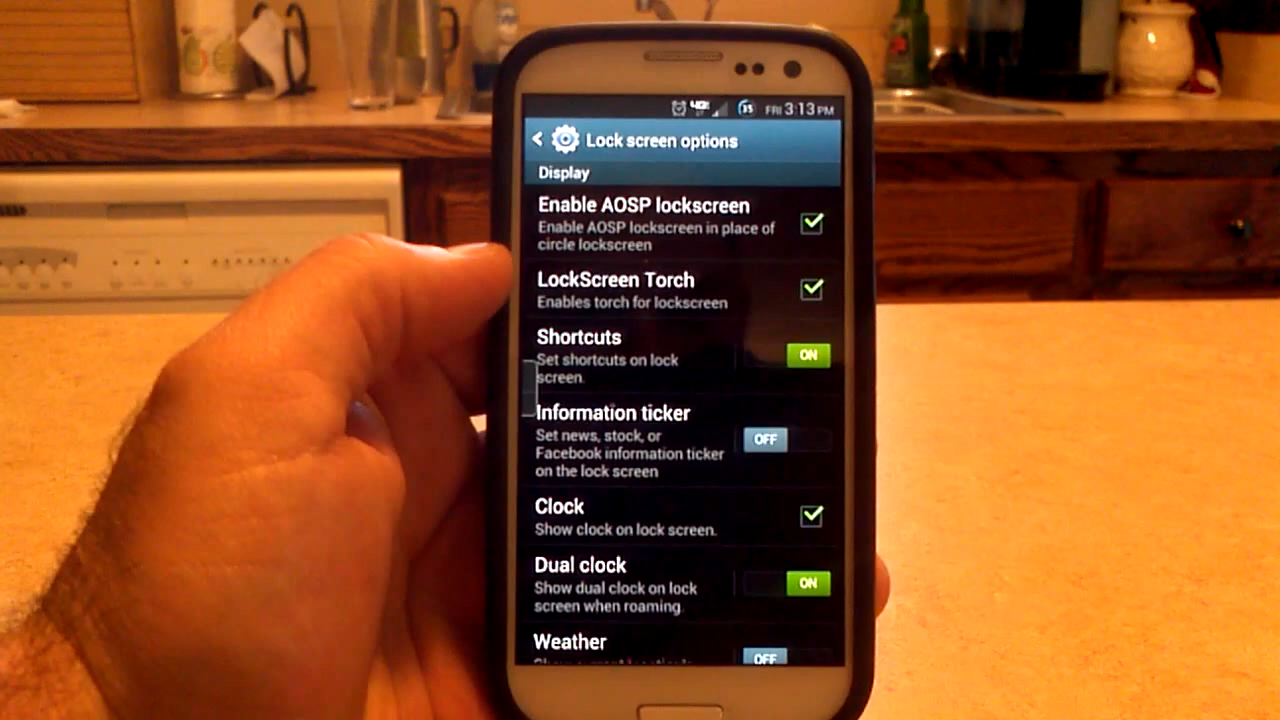 4G 35 FRI 3:13 PM
Lock screen options
Display
Enable AOSP lockscreen
Enable AOSP lockscreen in place of
circle lockscreen
LockScreen Torch
Enables torch for lockscreen
Shortcuts
ON
Set shortcuts on lock
screen.
Information ticker
Set news, stock, or
OFF
Facebook information ticker
on the lock screen
Clock
Show clock on lock screen.
Dual clock
ON
Show dual clock on lock
screen when roaming.
Weather
OFF